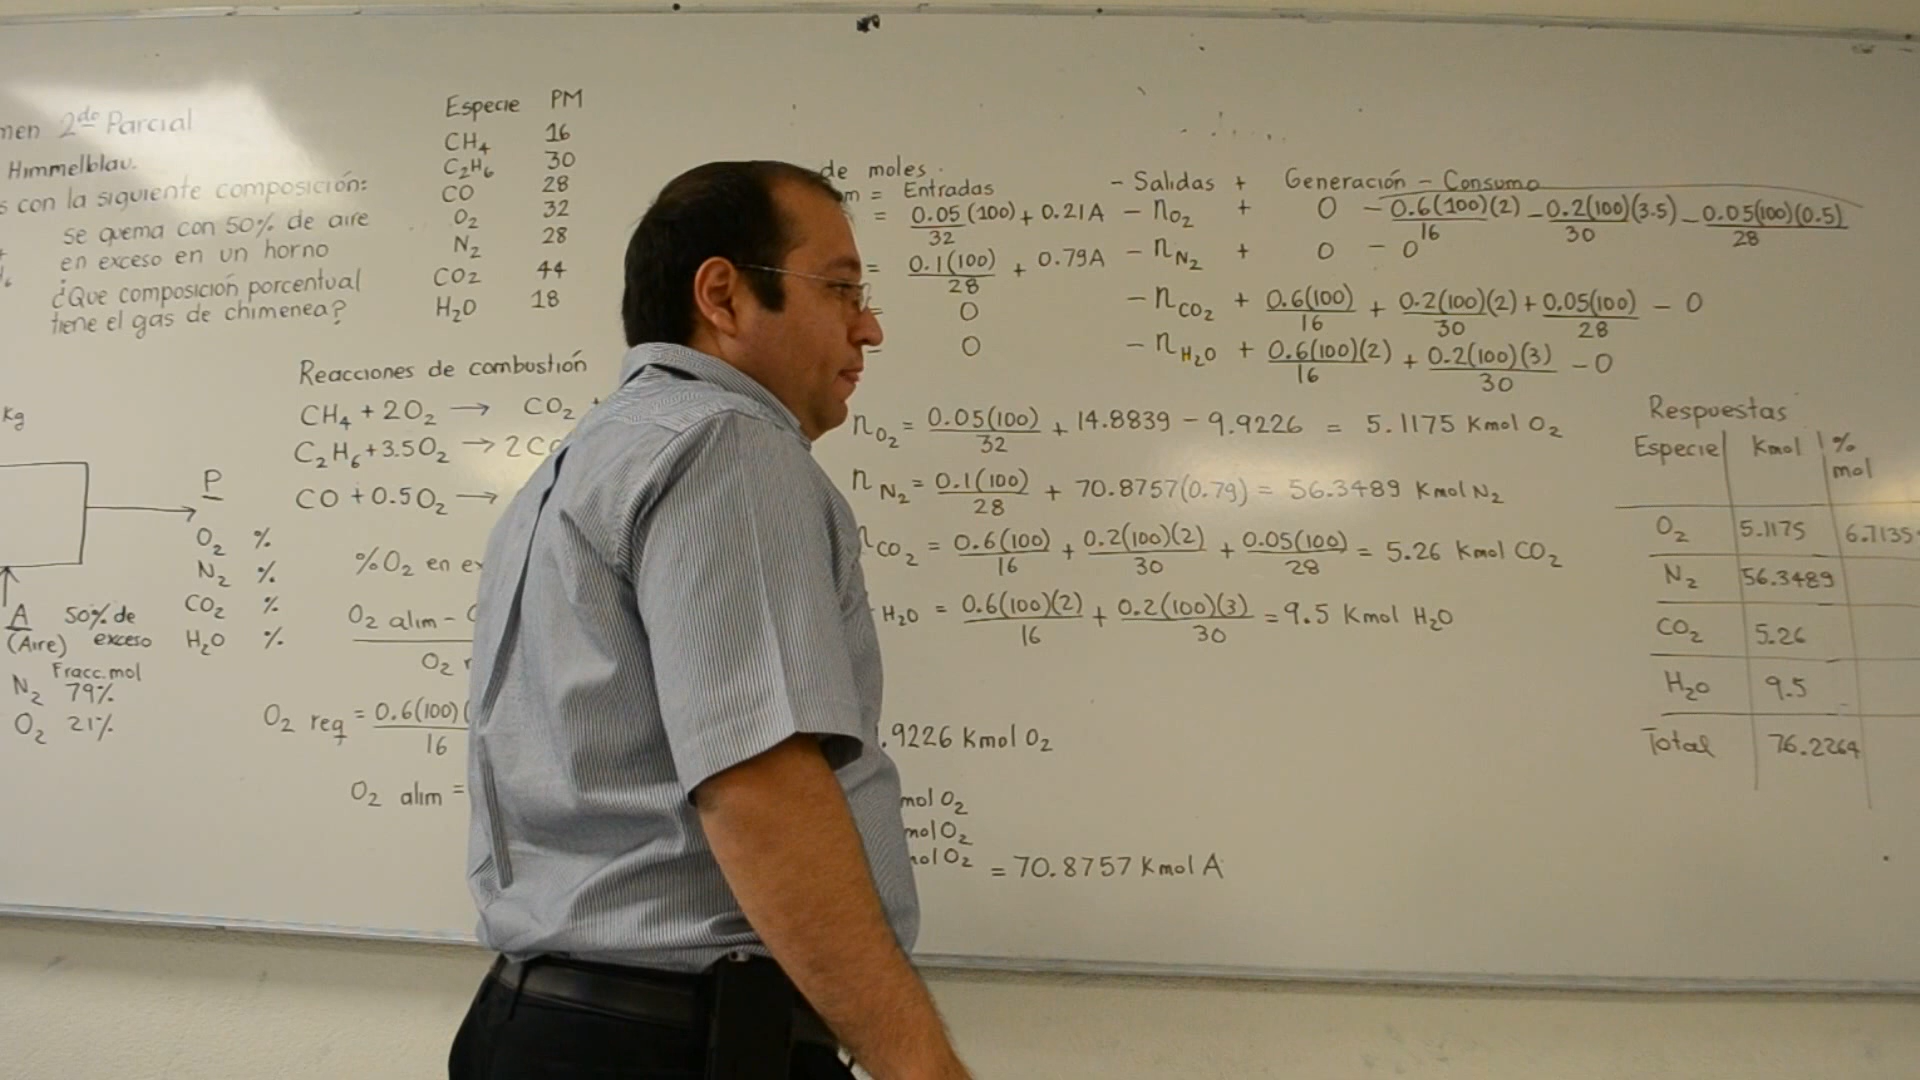 2do Parcial
Himmelblau.
con la siguiente composición:
se quema con 50% de aire
en exceso en un horno
¿Que composición porcentual
tiene el gas de chimenea?
Especie PM
CH4 16
C2H6 30
CO 28
O2 32
N2 28
CO2 44
H2O 18
Reacciones de combustión
CH4 + 2O2 → CO2
C2H6 + 3.5O2 → 2C
CO + 0.5O2 →
Kg
P
O2 %
N2 %
CO2 %
H2O %
A 50% de
(Aire) exceso
Fracc. mol
N2 79%
O2 21%
%O2 en
O2 alim -
O2
O2 req = 0.6(100)(
16
O2 alim =
de moles.
= Entradas - Salidas + Generación - Consumo
= 0.05(100)/32 + 0.21A - nO2 + 0 - 0.6(100)(2)/16 - 0.2(100)(3.5)/30 - 0.05(100)(0.5)/28
= 0.1(100)/28 + 0.79A - nN2 + 0 - 0
= 0 - nCO2 + 0.6(100)/16 + 0.2(100)(2)/30 + 0.05(100)/28 - 0
0 - nH2O + 0.6(100)(2)/16 + 0.2(100)(3)/30 - 0
nO2 = 0.05(100)/32 + 14.8839 - 9.9226 = 5.1175 Kmol O2
nN2 = 0.1(100)/28 + 70.8757(0.79) = 56.3489 Kmol N2
nCO2 = 0.6(100)/16 + 0.2(100)(2)/30 + 0.05(100)/28 = 5.26 Kmol CO2
H2O = 0.6(100)(2)/16 + 0.2(100)(3)/30 = 9.5 Kmol H2O
.9226 Kmol O2
mol O2
mol O2
mol O2 = 70.8757 Kmol A
Respuestas
Especie Kmol % mol
O2 5.1175 6.7135
N2 56.3489
CO2 5.26
H2O 9.5
Total 76.2264